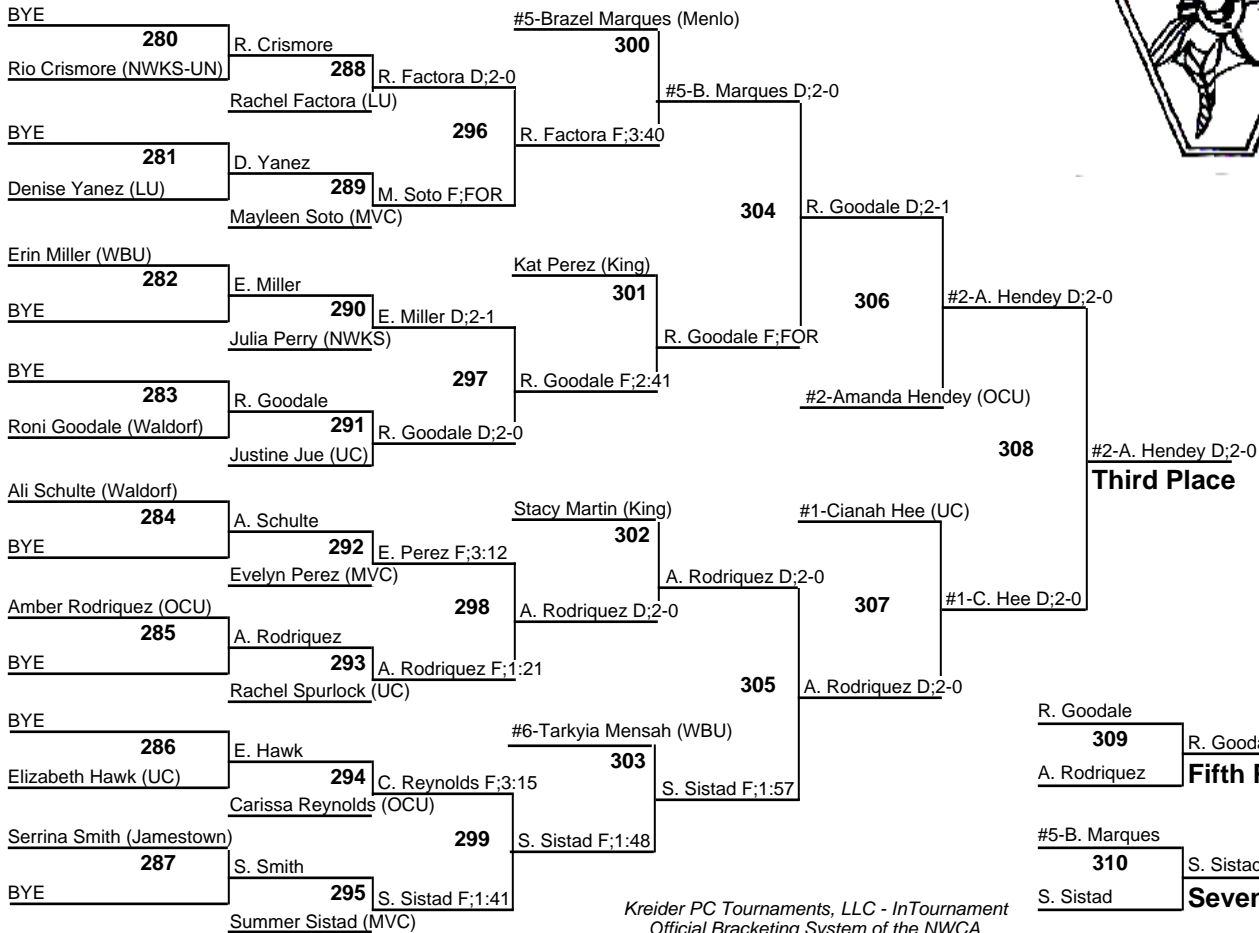 BYE
280
Rio Crismore (NWKS-UN)
BYE
281
Denise Yanez (LU)
Erin Miller (WBU)
282
BYE
BYE
283
Roni Goodale (Waldorf)
Ali Schulte (Waldorf)
284
BYE
Amber Rodriquez (OCU)
285
BYE
BYE
286
Elizabeth Hawk (UC)
Serrina Smith (Jamestown)
287
BYE
R. Crismore
288
Rachel Factora (LU)
D. Yanez
289
Mayleen Soto (MVC)
E. Miller
290
Julia Perry (NWKS)
R. Goodale
291
Justine Jue (UC)
A. Schulte
292
Evelyn Perez (MVC)
A. Rodriquez
293
Rachel Spurlock (UC)
E. Hawk
294
Carissa Reynolds (OCU)
S. Smith
295
Summer Sistad (MVC)
R. Factora D;2-0
296
M. Soto F;FOR
E. Miller D;2-1
297
R. Goodale D;2-0
E. Perez F;3:12
298
A. Rodriquez F;1:21
C. Reynolds F;3:15
299
S. Sistad F;1:41
#5-Brazel Marques (Menlo)
300
R. Factora F;3:40
Kat Perez (King)
301
R. Goodale F;2:41
Stacy Martin (King)
302
A. Rodriquez D;2-0
#6-Tarkyia Mensah (WBU)
303
S. Sistad F;1:48
#5-B. Marques D;2-0
304
R. Goodale F;FOR
A. Rodriquez D;2-0
305
S. Sistad F;1:57
R. Goodale D;2-1
306
#2-Amanda Hendey (OCU)
#1-Cianah Hee (UC)
307
A. Rodriquez D;2-0
#2-A. Hendey D;2-0
308
#1-C. Hee D;2-0
#2-A. Hendey D;2-0
Third Place
R. Goodale
309
A. Rodriquez
Fifth
#5-B. Marques
310
S. Sistad
Kreider PC Tournaments, LLC - InTournament
Official Bracketing System of the NWCA